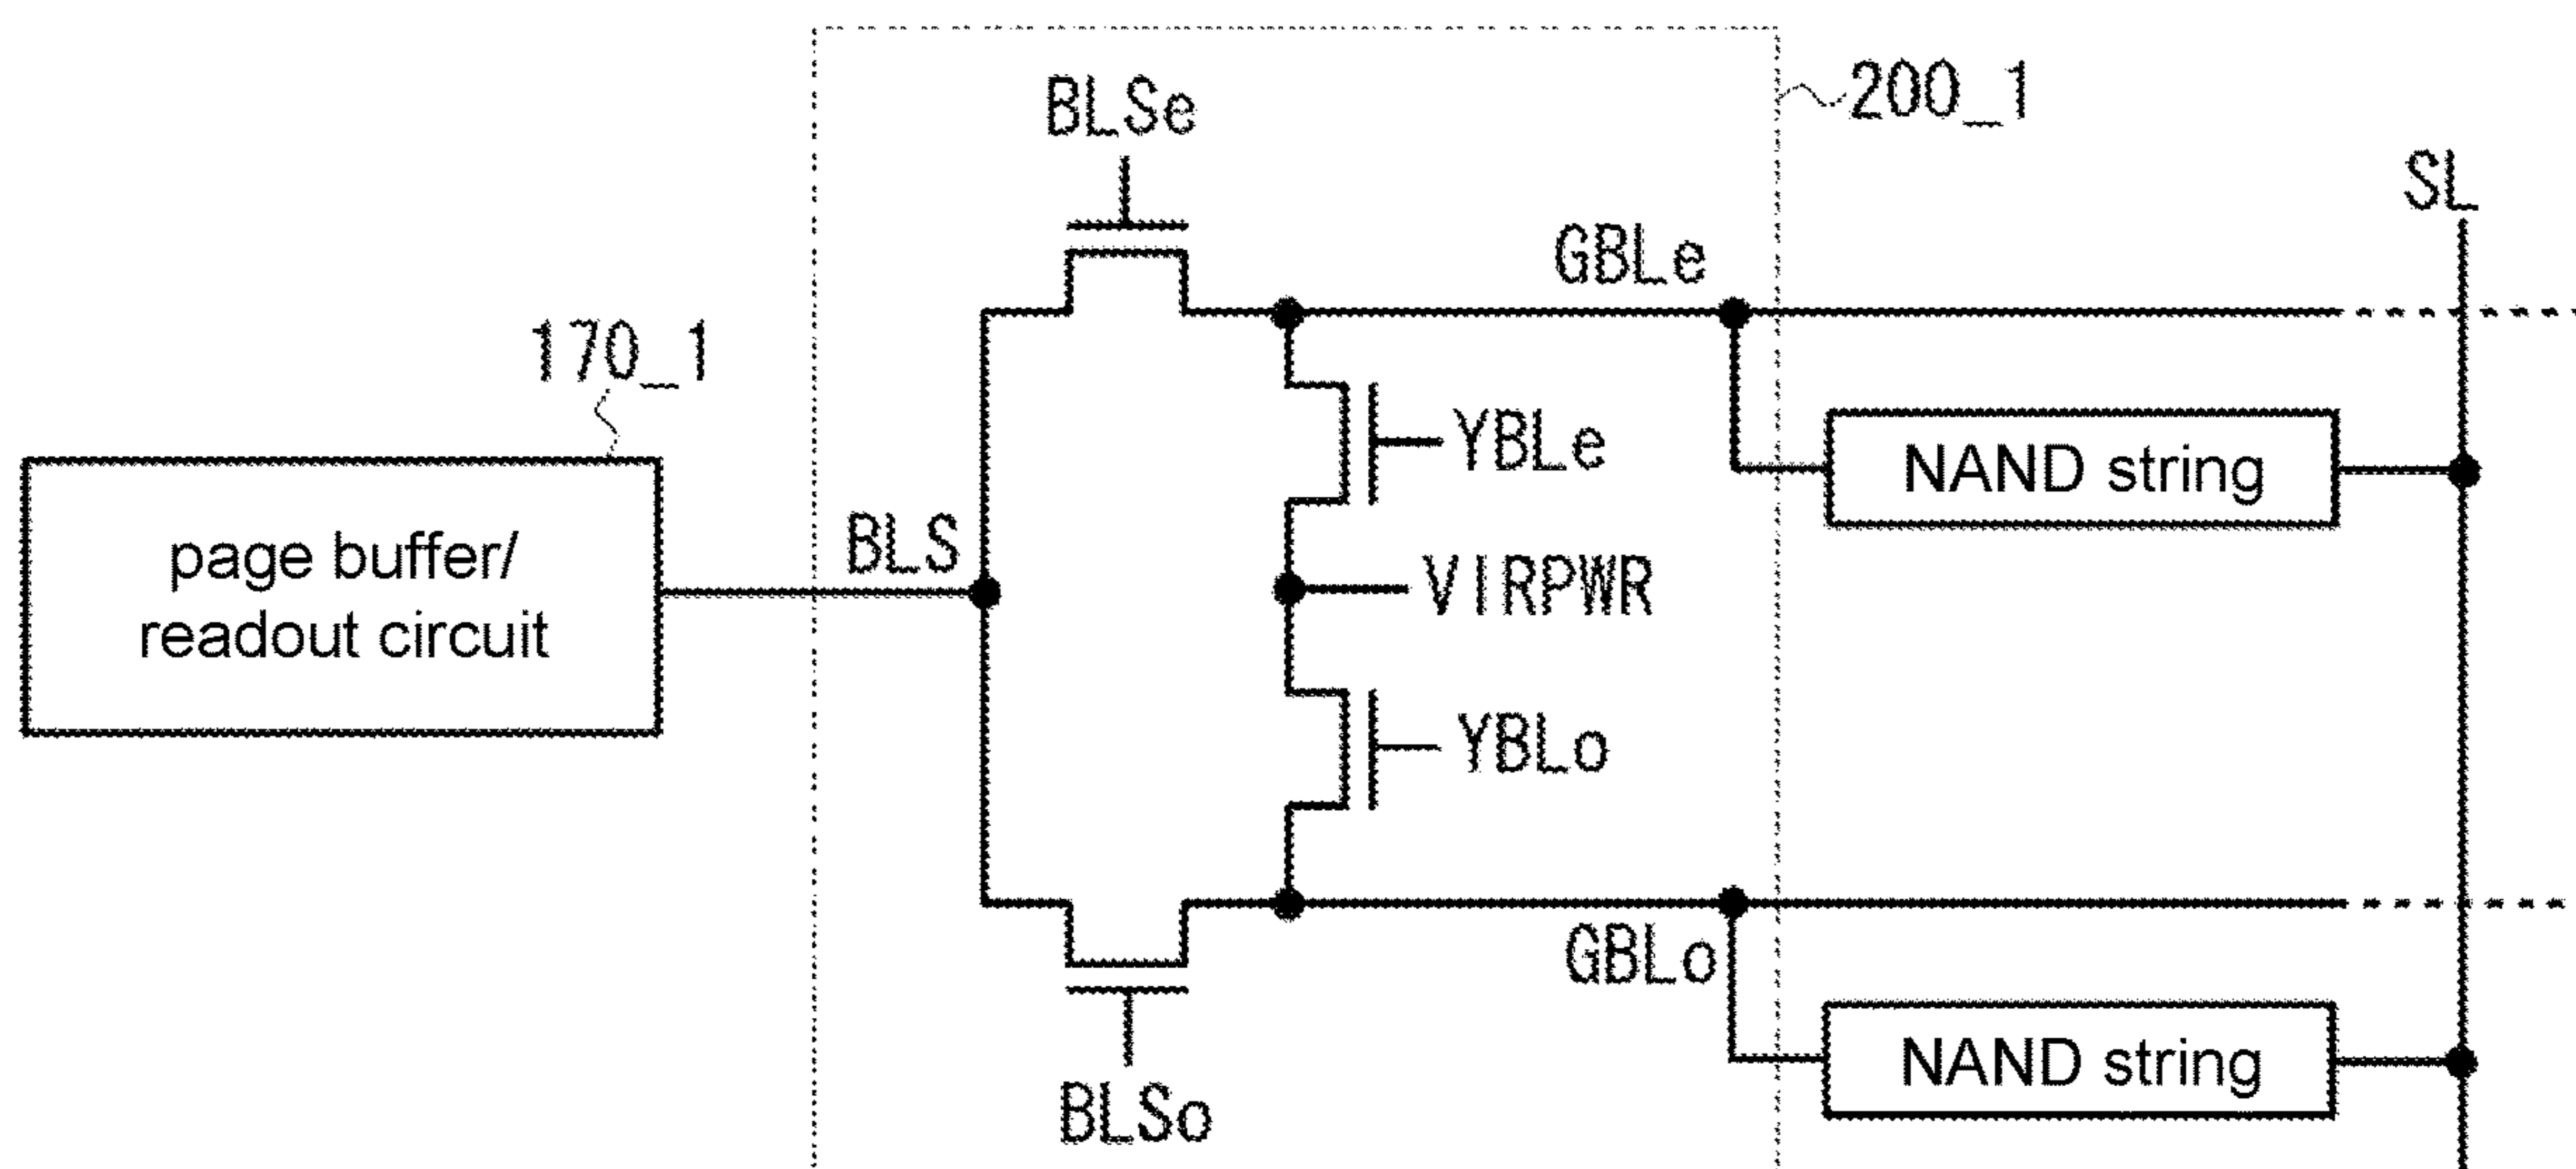 BLSe
200_1
SL
GBLe
170_1
YBLe
NAND string
page buffer/
readout circuit
BLS
VIRPWR
YBLo
GBLo
NAND string
BLSo